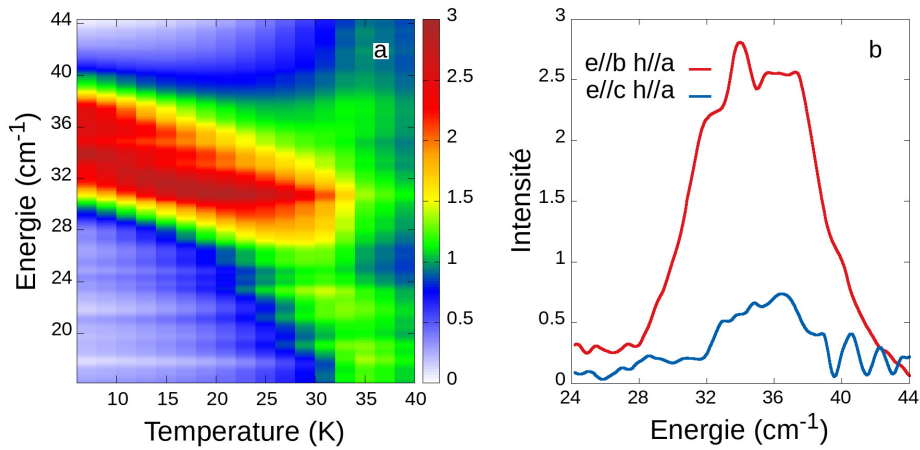 44
40
36
32
28
24
20
10 15 20 25 30 35 40
Energie (cm-1)
Temperature (K)
a
3
2.5
2
1.5
1
0.5
0
3
2.5
2
1.5
1
0.5
0
24 28 32 36 40 44
Intensité
Energie (cm-1)
e//b h//a
e//c h//a
b